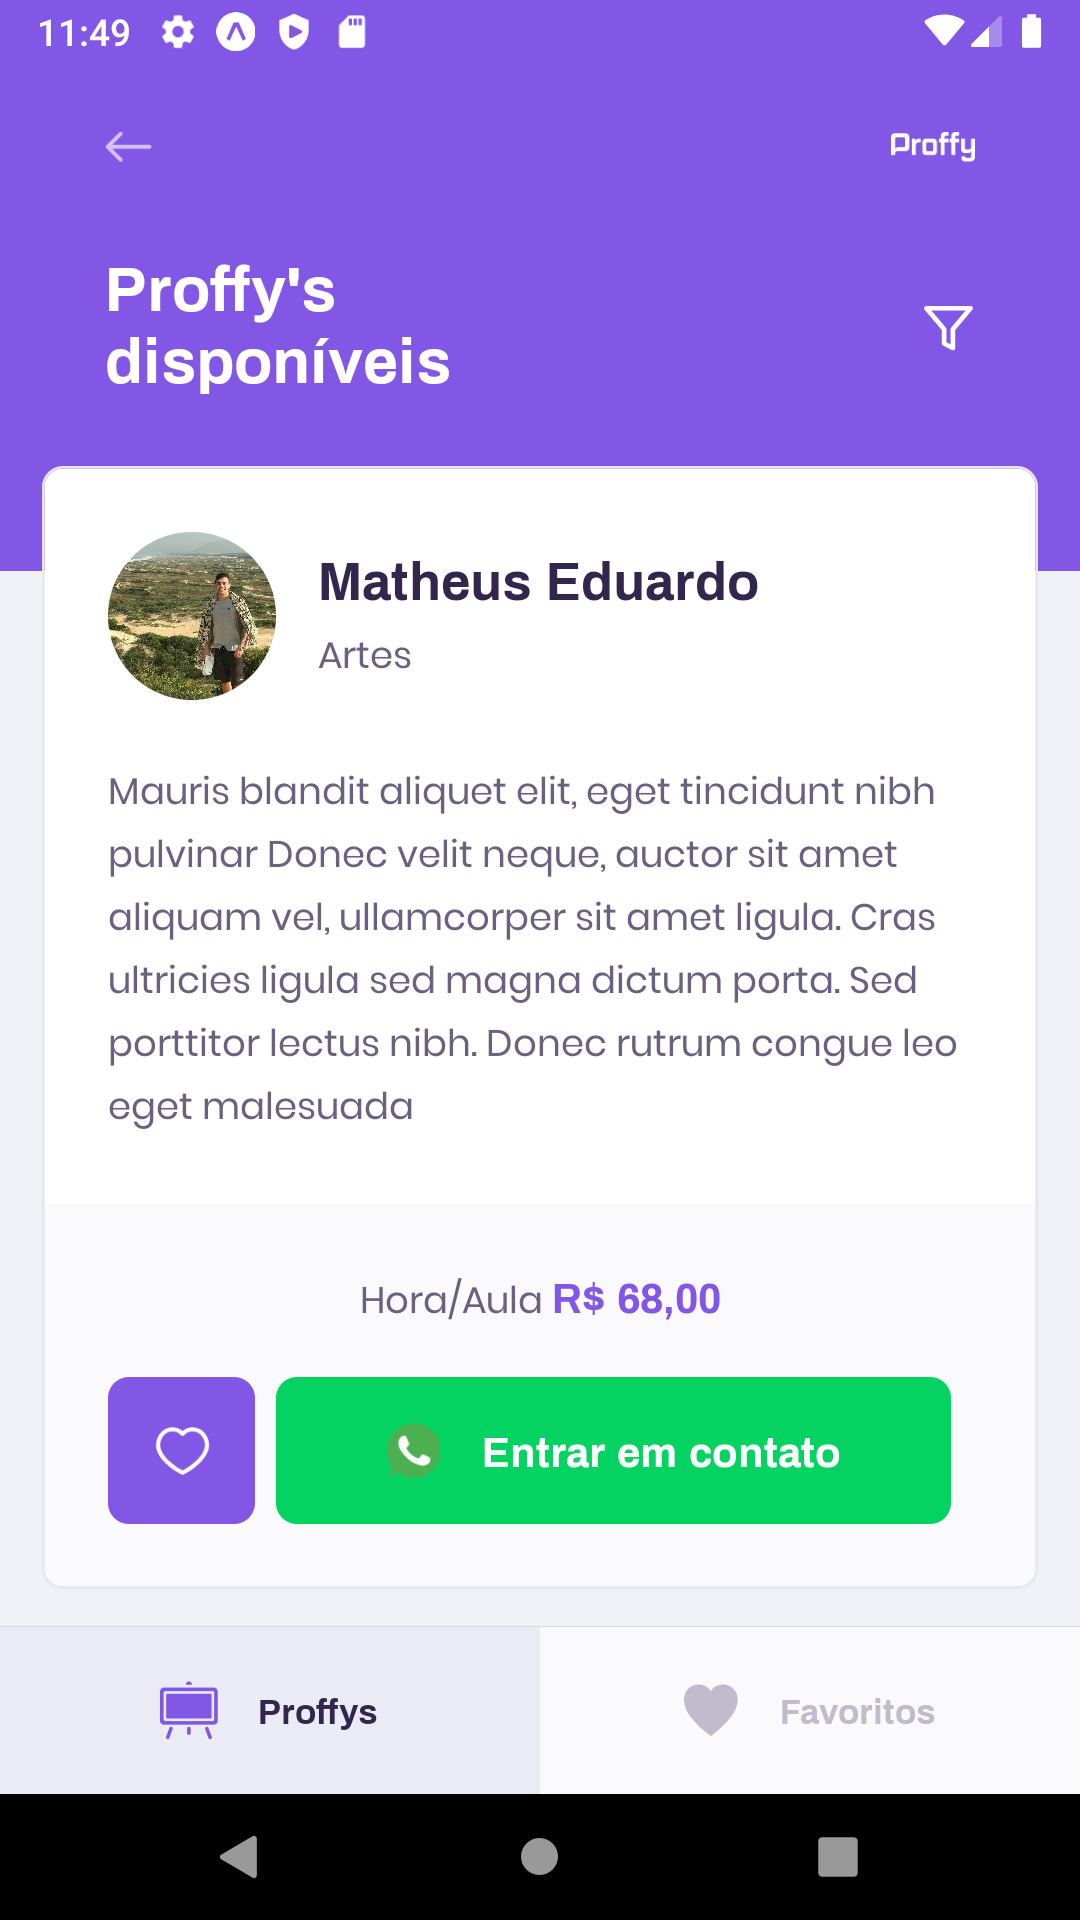 11:49
Proffy
Proffy's
disponíveis
Matheus Eduardo
Artes
Mauris blandit aliquet elit, eget tincidunt nibh
pulvinar Donec velit neque, auctor sit amet
aliquam vel, ullamcorper sit amet ligula. Cras
ultricies ligula sed magna dictum porta. Sed
porttitor lectus nibh. Donec rutrum congue leo
eget malesuada
Hora/Aula R$ 68,00
Entrar em contato
Proffys
Favoritos